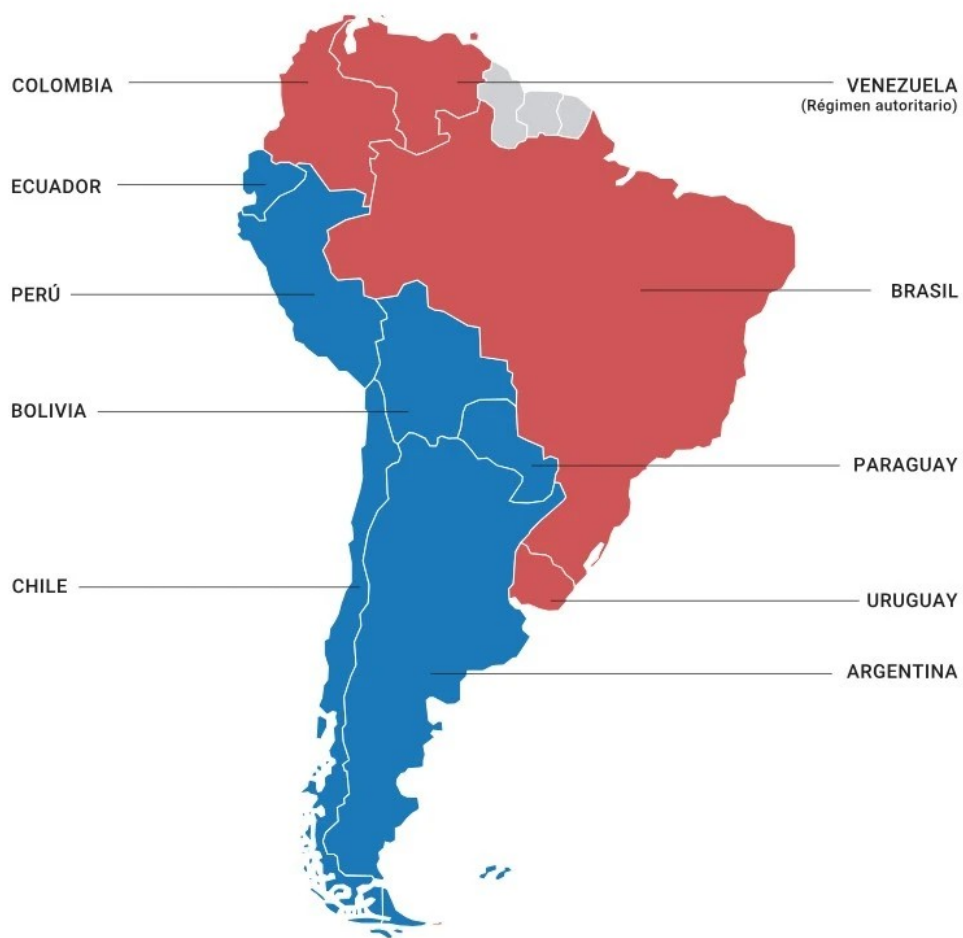 COLOMBIA
VENEZUELA
(Régimen autoritario)
ECUADOR
PERÚ
BRASIL
BOLIVIA
PARAGUAY
CHILE
URUGUAY
ARGENTINA